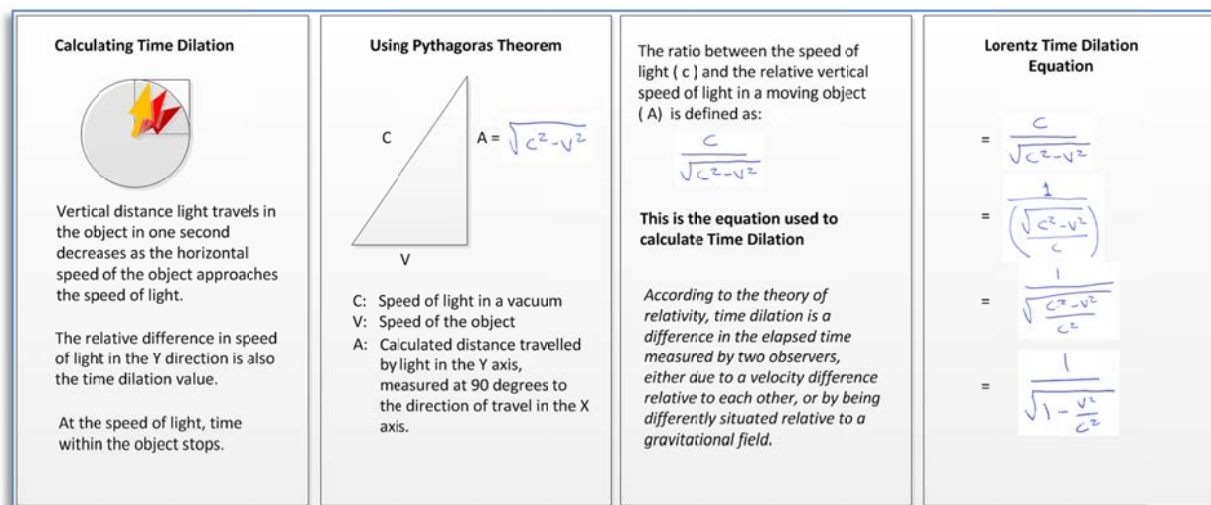 Calculating Time Dilation
Vertical distance light travels in
the object in one second
decreases as the horizontal
speed of the object approaches
the speed of light.
The relative difference in speed
of light in the Y direction is also
the time dilation value.
At the speed of light, time
within the object stops.
Using Pythagoras Theorem
C
A = √(c²-v²)
V
C: Speed of light in a vacuum
V: Speed of the object
A: Calculated distance travelled
by light in the Y axis,
measured at 90 degrees to
the direction of travel in the X
axis.
The ratio between the speed of
light ( c ) and the relative vertical
speed of light in a moving object
( A) is defined as:
c / √(c²-v²)
This is the equation used to
calculate Time Dilation
According to the theory of
relativity, time dilation is a
difference in the elapsed time
measured by two observers,
either due to a velocity difference
relative to each other, or by being
differently situated relative to a
gravitational field.
Lorentz Time Dilation
Equation
= c / √(c²-v²)
= 1 / (√(c²-v²) / c)
= 1 / √((c²-v²) / c²)
= 1 / √(1 - v²/c²)